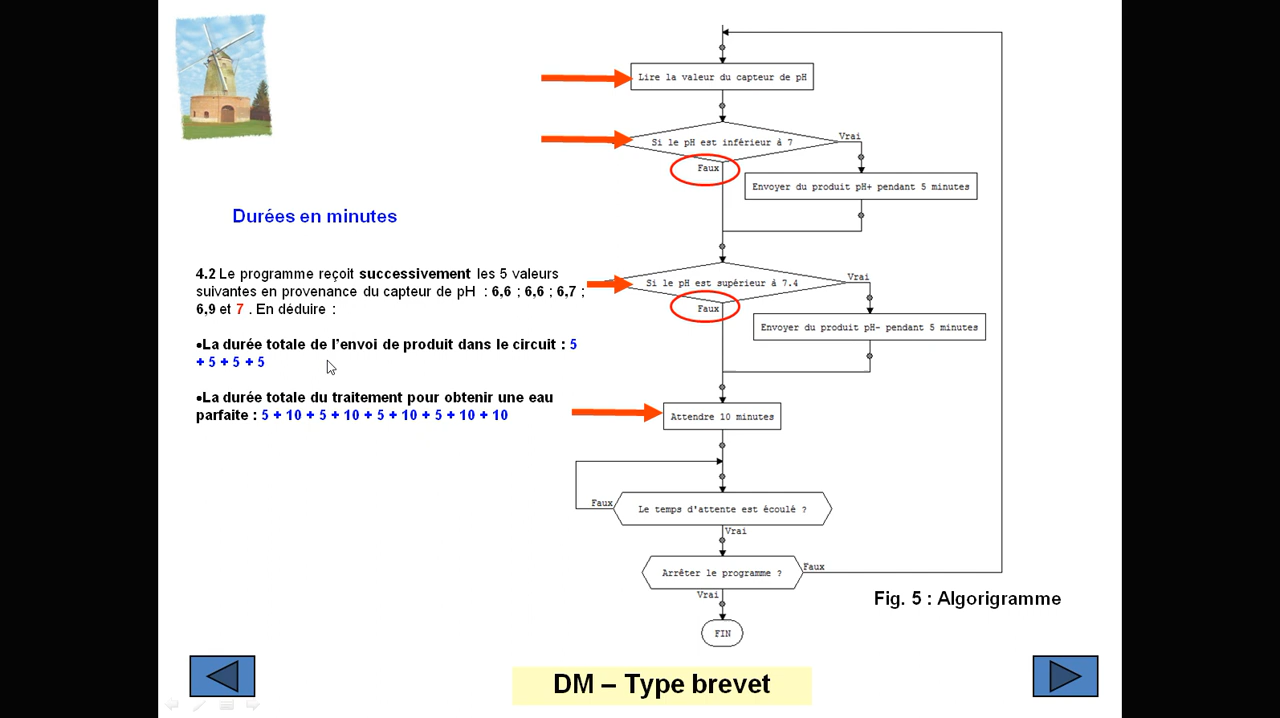 Lire la valeur du capteur de pH
Si le pH est inférieur à 7
Vrai
Faux
Envoyer du produit pH+ pendant 5 minutes
Durées en minutes
4.2 Le programme reçoit successivement les 5 valeurs
suivantes en provenance du capteur de pH : 6,6 ; 6,6 ; 6,7 ;
6,9 et 7 . En déduire :
•La durée totale de l'envoi de produit dans le circuit : 5
+ 5 + 5 + 5
•La durée totale du traitement pour obtenir une eau
parfaite : 5 + 10 + 5 + 10 + 5 + 10 + 5 + 10 + 10
Si le pH est supérieur à 7.4
Vrai
Faux
Envoyer du produit pH- pendant 5 minutes
Attendre 10 minutes
Faux
Le temps d'attente est écoulé ?
Vrai
Arrêter le programme ?
Faux
Vrai
FIN
Fig. 5 : Algorigramme
DM – Type brevet